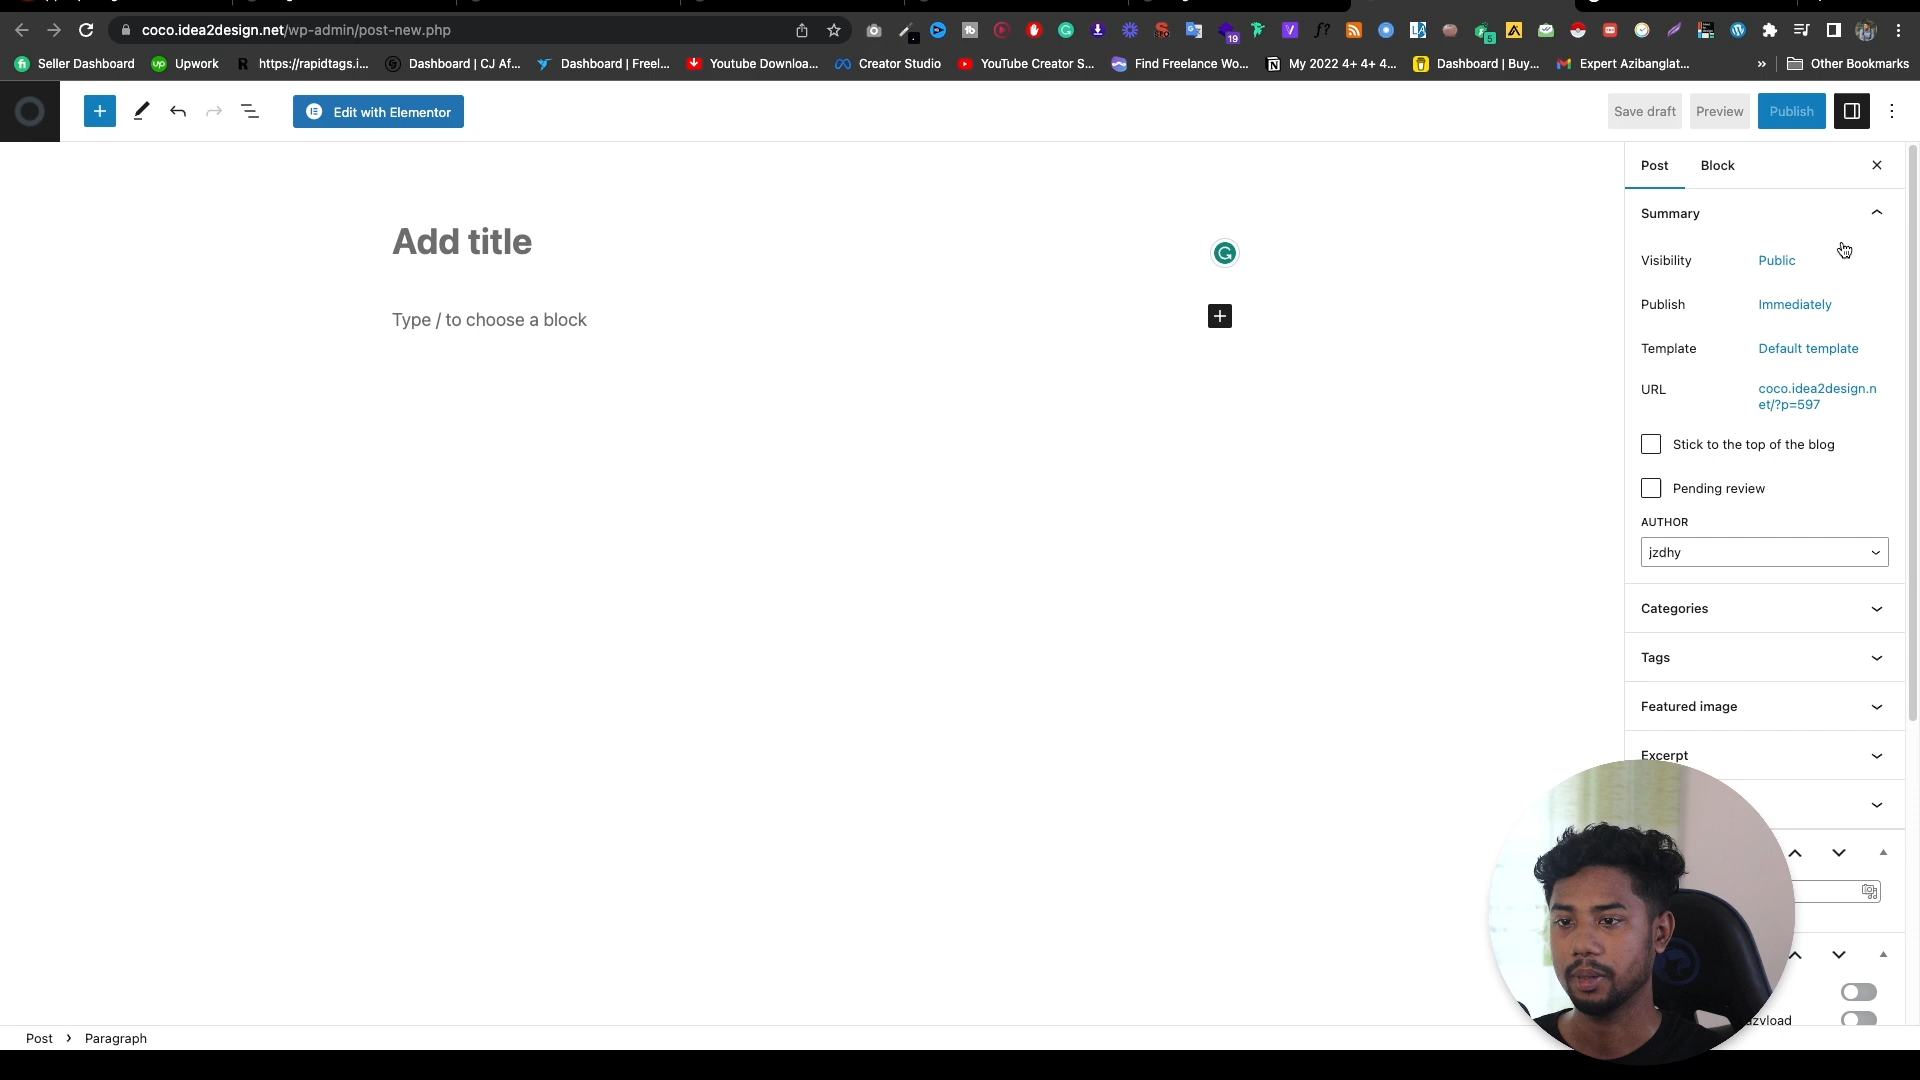 coco.idea2design.net/wp-admin/post-new.php
19
5
Seller Dashboard
Upwork
https://rapidtags.i...
Dashboard | CJ Af...
Dashboard | Freel...
Youtube Downloa...
Creator Studio
YouTube Creator S...
Find Freelance Wo...
My 2022 4+ 4+ 4...
Dashboard | Buy...
Expert Azibanglat...
»
Other Bookmarks
Edit with Elementor
Save draft
Preview
Publish
Post
Block
Summary
Add title
Visibility
Public
Publish
Immediately
Type / to choose a block
Template
Default template
URL
coco.idea2design.n
et/?p=597
Stick to the top of the blog
Pending review
AUTHOR
jzdhy
Categories
Tags
Featured image
Excerpt
azyload
Post > Paragraph